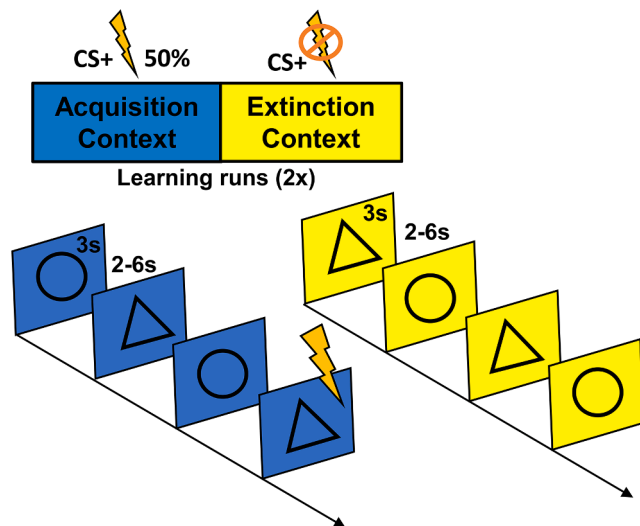 CS+ 50% CS+
Acquisition Context Extinction Context
Learning runs (2x)
3s 2-6s
3s 2-6s